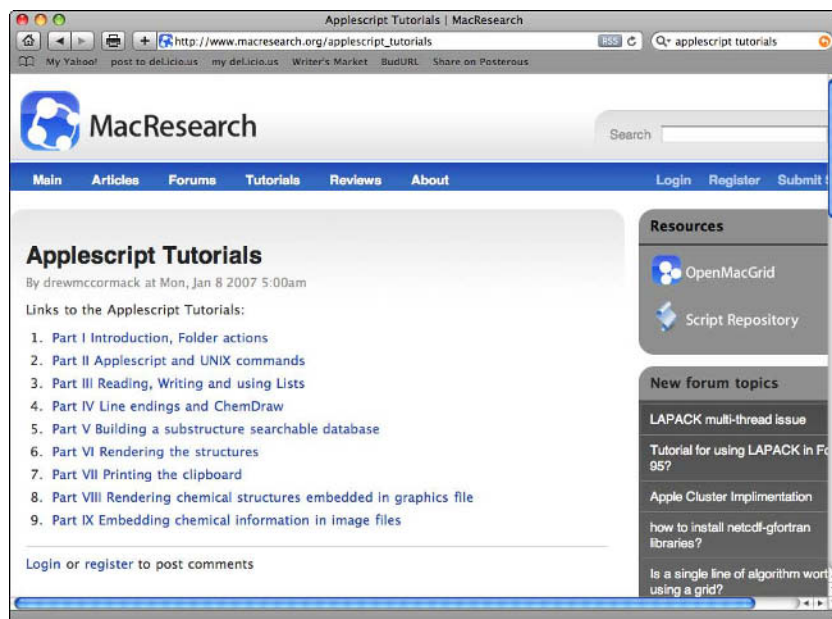 Applescript Tutorials | MacResearch
http://www.macresearch.org/applescript_tutorials
RSS
applescript tutorials
My Yahoo! post to del.icio.us my del.icio.us Writer's Market BudURL Share on Posterous
MacResearch
Search
Main Articles Forums Tutorials Reviews About
Login Register Submit
Applescript Tutorials
By drewmccormack at Mon, Jan 8 2007 5:00am
Links to the Applescript Tutorials:
1. Part I Introduction, Folder actions
2. Part II Applescript and UNIX commands
3. Part III Reading, Writing and using Lists
4. Part IV Line endings and ChemDraw
5. Part V Building a substructure searchable database
6. Part VI Rendering the structures
7. Part VII Printing the clipboard
8. Part VIII Rendering chemical structures embedded in graphics file
9. Part IX Embedding chemical information in image files
Login or register to post comments
Resources
OpenMacGrid
Script Repository
New forum topics
LAPACK multi-thread issue
Tutorial for using LAPACK in Fo
95?
Apple Cluster Implimentation
how to install netcdf-gfortran
libraries?
Is a single line of algorithm wort
using a grid?